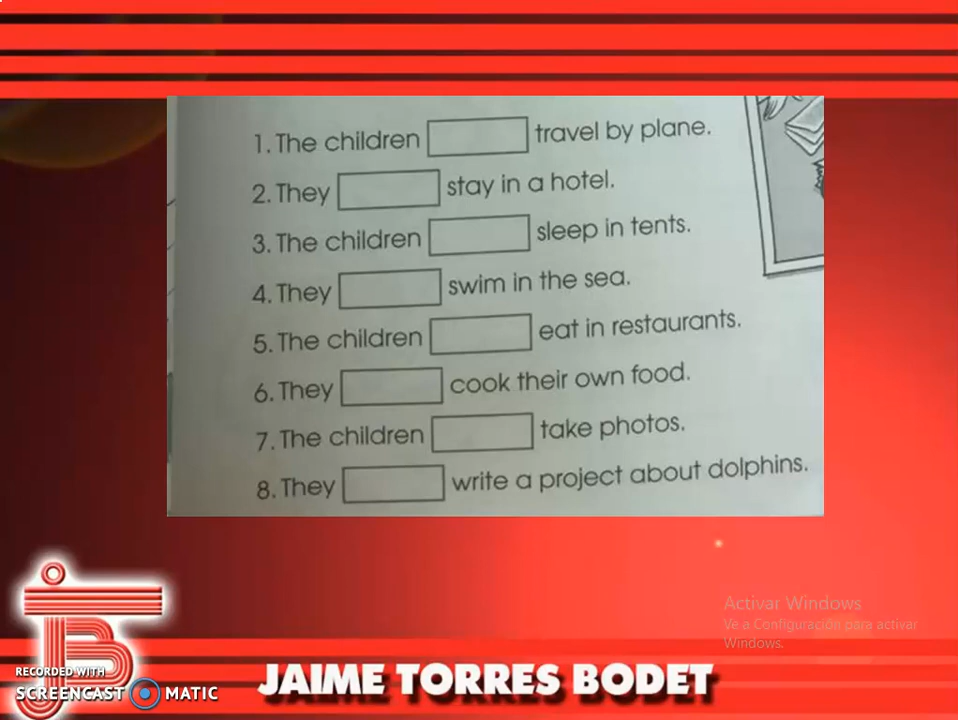 1. The children travel by plane.
2. They stay in a hotel.
3. The children sleep in tents.
4. They swim in the sea.
5. The children eat in restaurants.
6. They cook their own food.
7. The children take photos.
8. They write a project about dolphins.
Activar Windows
Ve a Configuración para activar
Windows.
RECORDED WITH
SCREENCAST MATIC
JAIME TORRES BODET